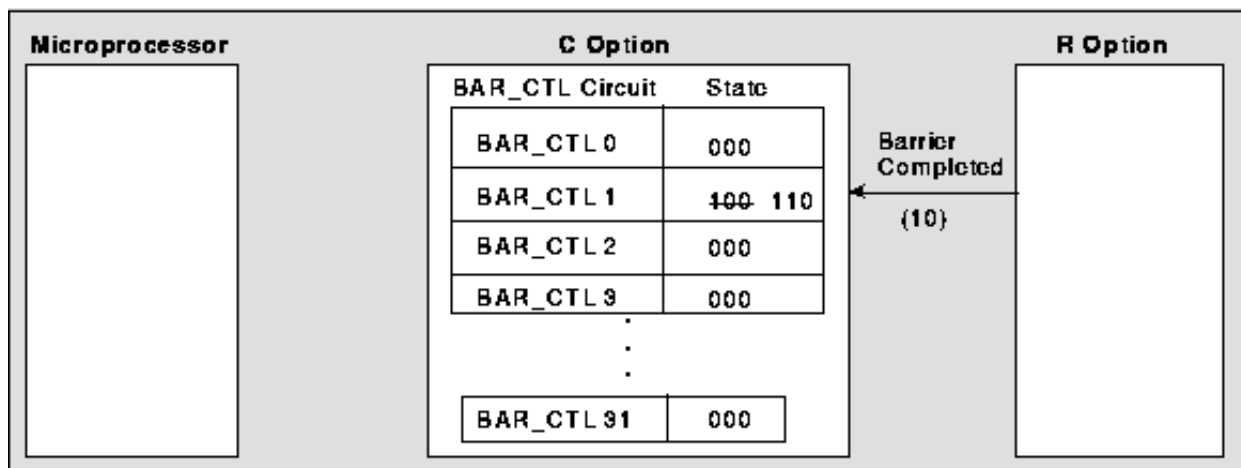 Microprocessor
C Option
R Option
BAR_CTL Circuit State
BAR_CTL 0 000
BAR_CTL 1 100 110
BAR_CTL 2 000
BAR_CTL 3 000
BAR_CTL 31 000
Barrier
Completed
(10)